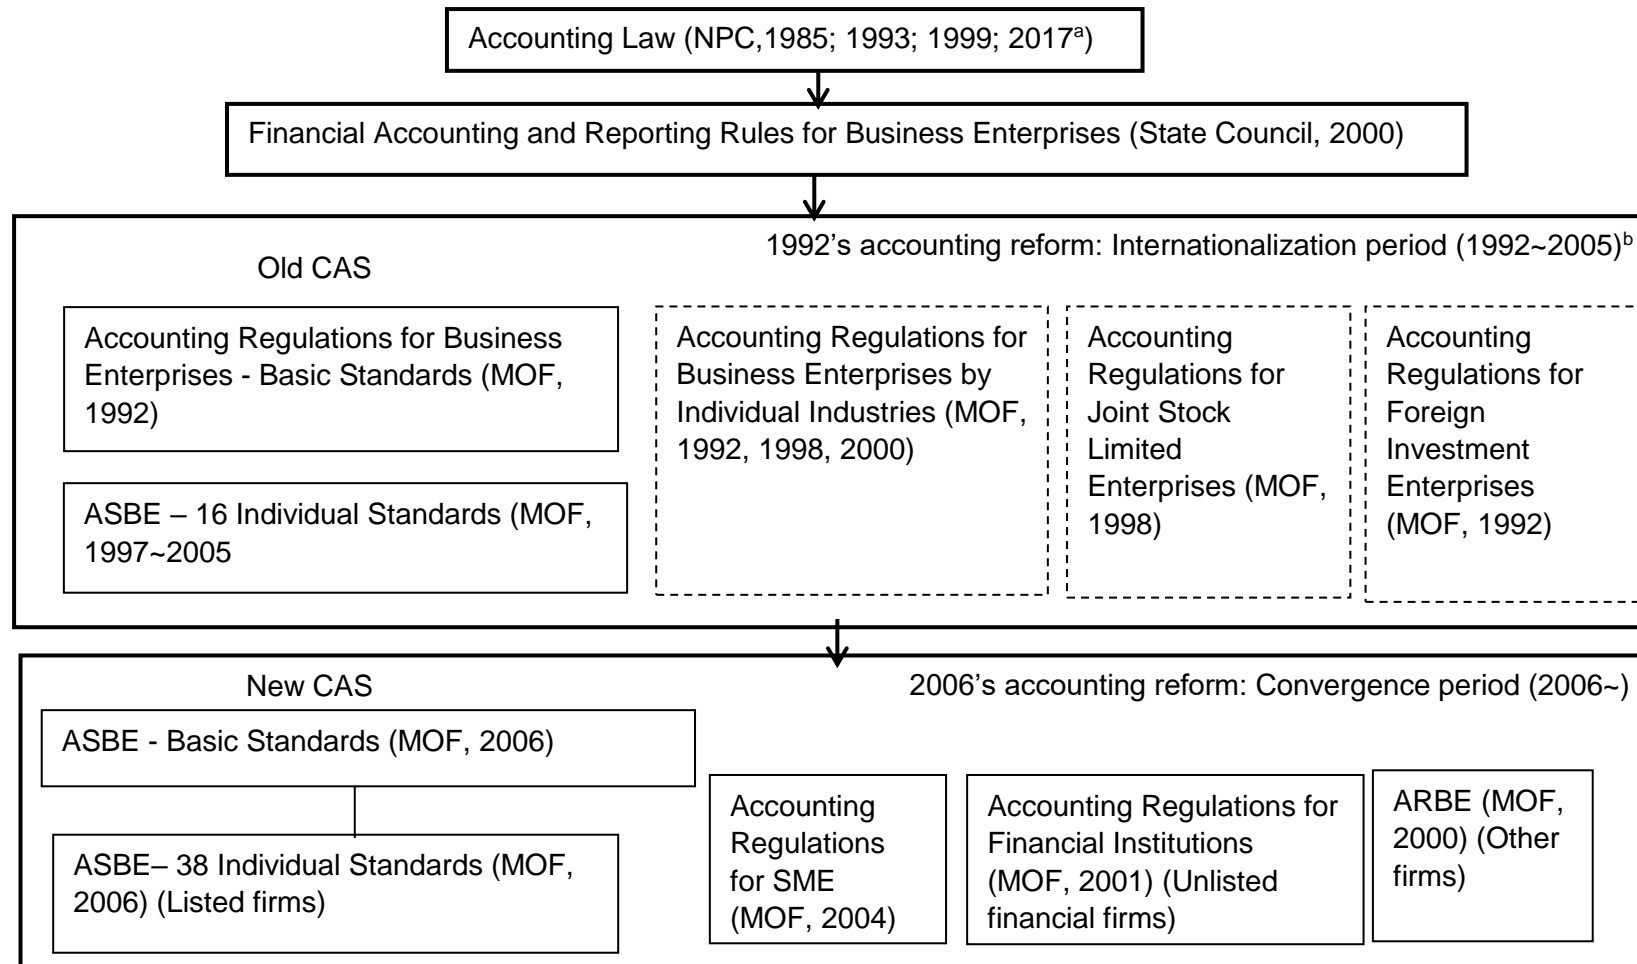 Accounting Law (NPC,1985; 1993; 1999; 2017ᵃ)
Financial Accounting and Reporting Rules for Business Enterprises (State Council, 2000)
1992's accounting reform: Internationalization period (1992~2005)ᵇ
Old CAS
Accounting Regulations for Business
Enterprises - Basic Standards (MOF,
1992)
ASBE – 16 Individual Standards (MOF,
1997~2005
Accounting Regulations for
Business Enterprises by
Individual Industries (MOF,
1992, 1998, 2000)
Accounting
Regulations for
Joint Stock
Limited
Enterprises (MOF,
1998)
Accounting
Regulations for
Foreign
Investment
Enterprises
(MOF, 1992)
New CAS
2006's accounting reform: Convergence period (2006~)
ASBE - Basic Standards (MOF, 2006)
ASBE– 38 Individual Standards (MOF,
2006) (Listed firms)
Accounting
Regulations
for SME
(MOF, 2004)
Accounting Regulations for
Financial Institutions
(MOF, 2001) (Unlisted
financial firms)
ARBE (MOF,
2000) (Other
firms)